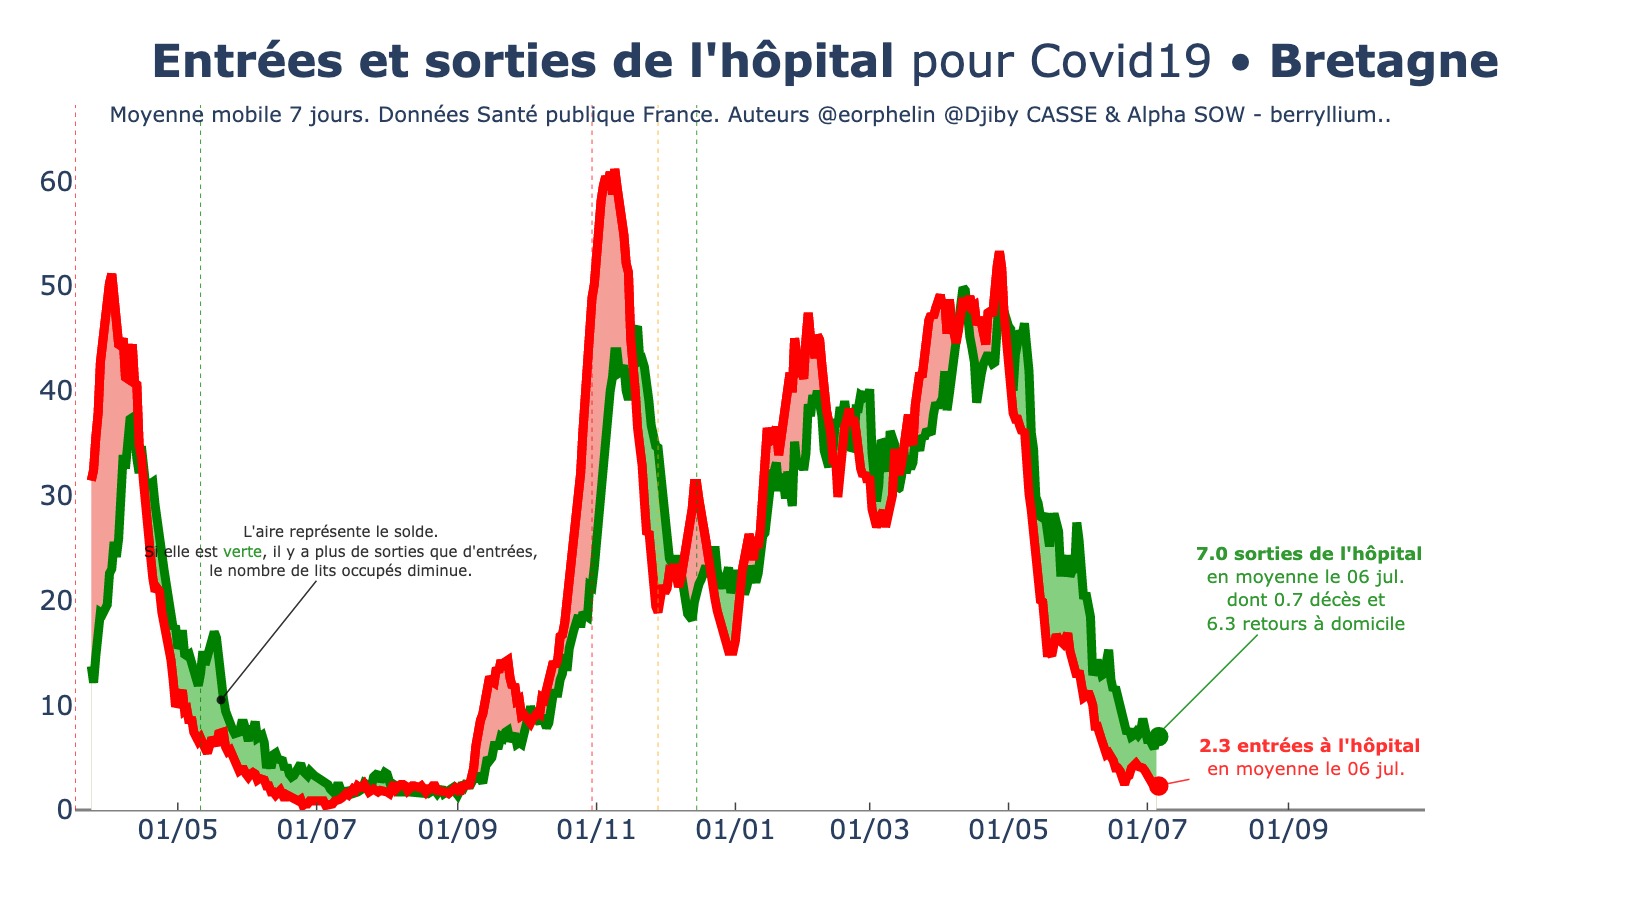 Entrées et sorties de l'hôpital pour Covid19 • Bretagne
Moyenne mobile 7 jours. Données Santé publique France. Auteurs @eorphelin @Djiby CASSE & Alpha SOW - berryllium..
60
50
40
30
20
10
0
L'aire représente le solde.
Si elle est verte, il y a plus de sorties que d'entrées,
le nombre de lits occupés diminue.
7.0 sorties de l'hôpital
en moyenne le 06 jul.
dont 0.7 décès et
6.3 retours à domicile
2.3 entrées à l'hôpital
en moyenne le 06 jul.
01/05 01/07 01/09 01/11 01/01 01/03 01/05 01/07 01/09